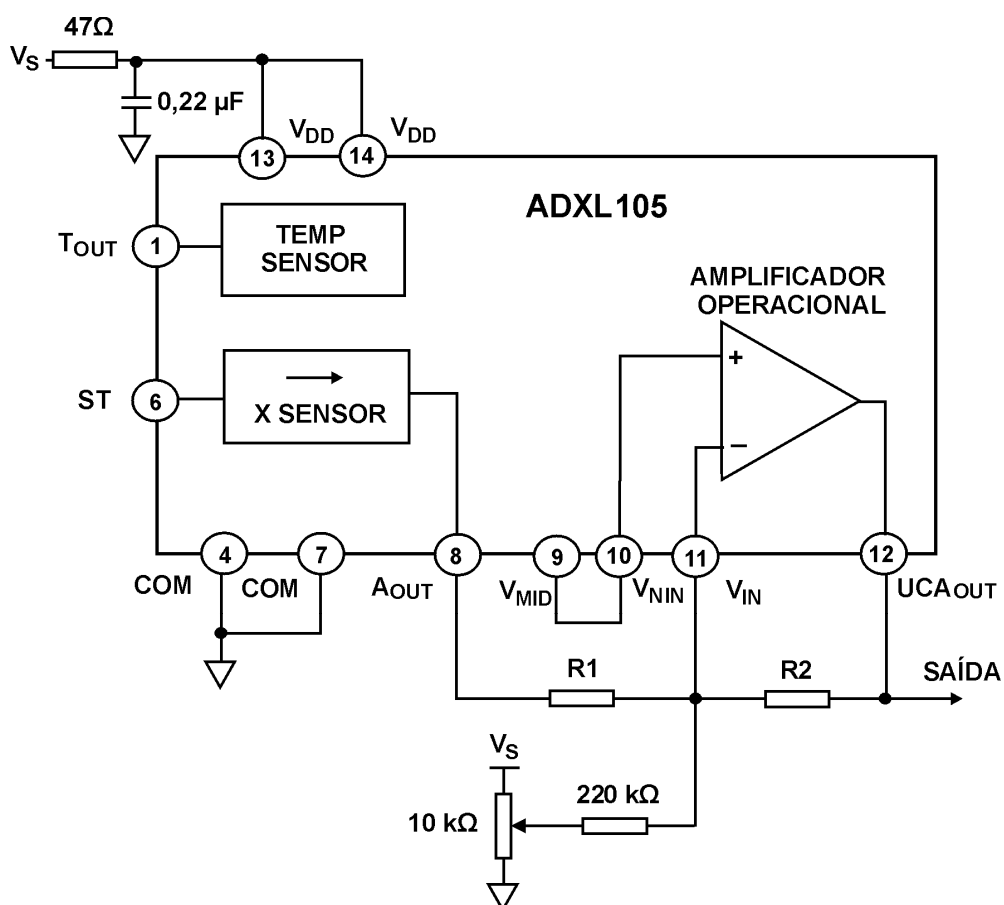 47Ω
VS
0,22 µF
VDD
VDD
13
14
ADXL105
TOUT
1
TEMP
SENSOR
AMPLIFICADOR
OPERACIONAL
+
ST
6
X SENSOR
−
4
7
8
9
10
11
12
COM
COM
AOUT
VMID
VNIN
VIN
UCAOUT
R1
R2
SAÍDA
VS
10 kΩ
220 kΩ